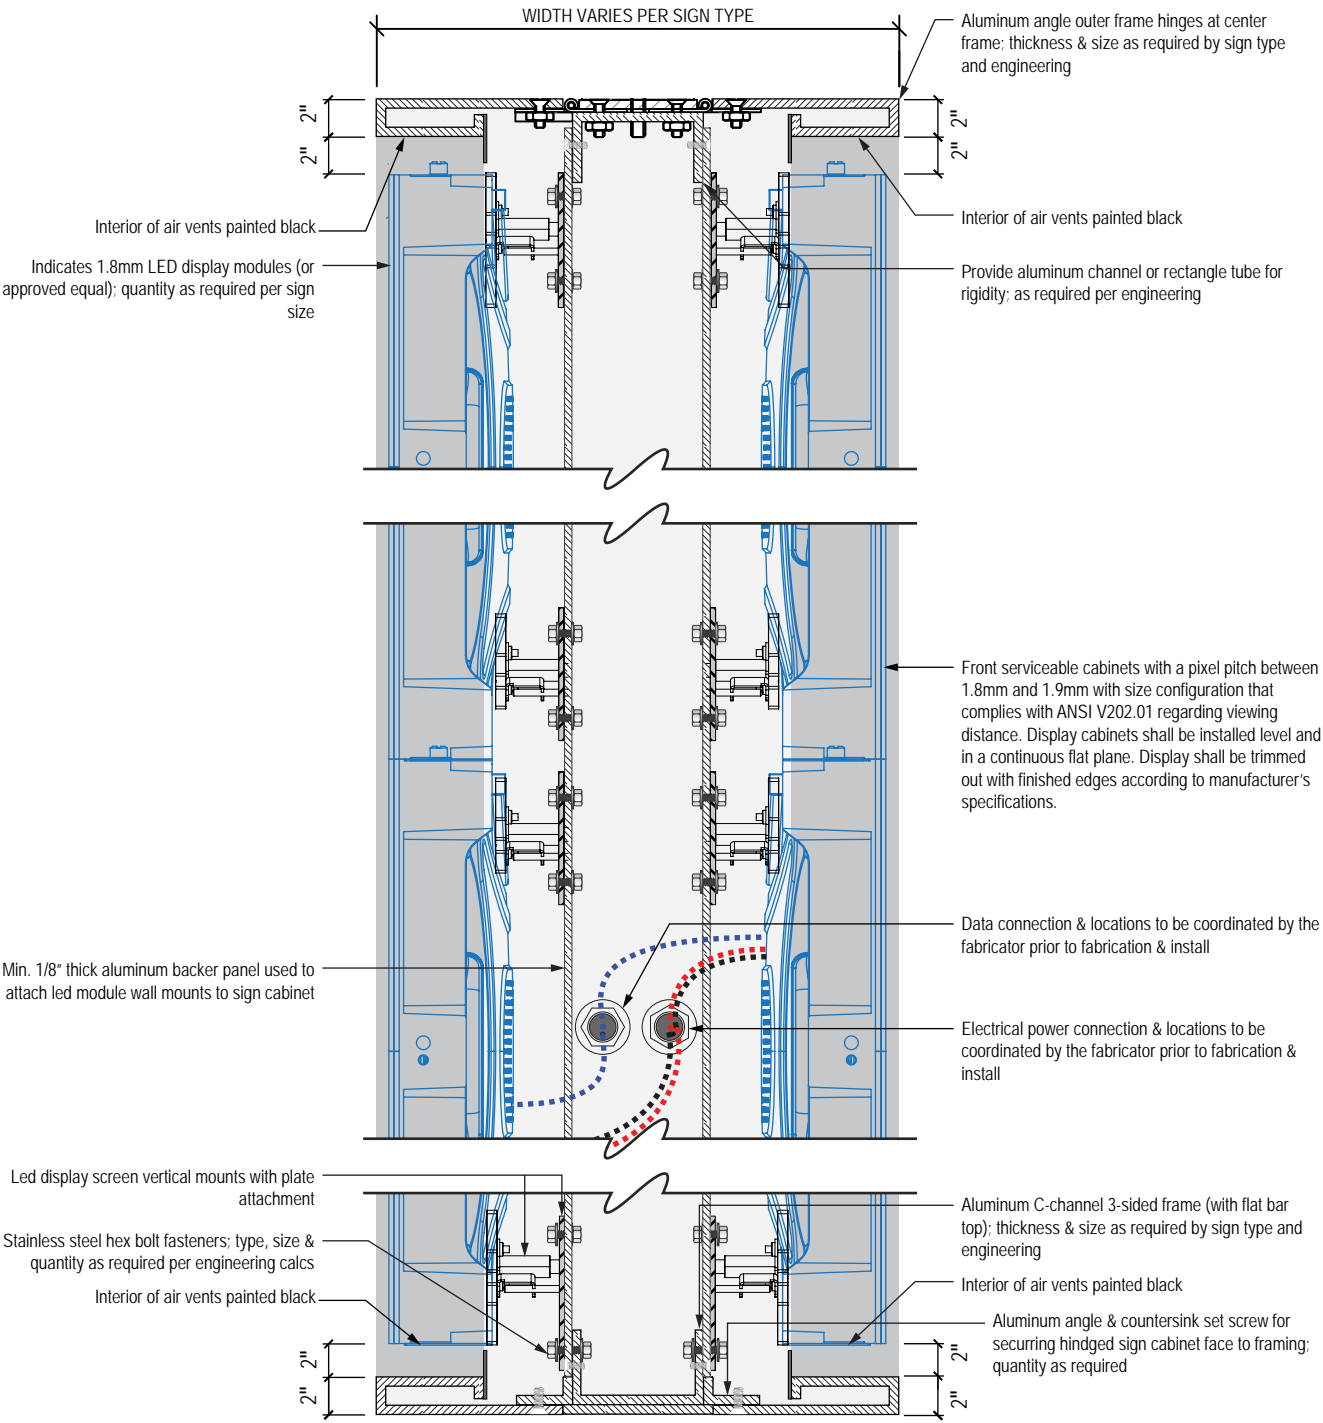 WIDTH VARIES PER SIGN TYPE
Aluminum angle outer frame hinges at center
frame; thickness & size as required by sign type
and engineering
2"
2"
2"
2"
Interior of air vents painted black
Interior of air vents painted black
Indicates 1.8mm LED display modules (or
approved equal); quantity as required per sign
size
Provide aluminum channel or rectangle tube for
rigidity; as required per engineering
Front serviceable cabinets with a pixel pitch between
1.8mm and 1.9mm with size configuration that
complies with ANSI V202.01 regarding viewing
distance. Display cabinets shall be installed level and
in a continuous flat plane. Display shall be trimmed
out with finished edges according to manufacturer's
specifications.
Data connection & locations to be coordinated by the
fabricator prior to fabrication & install
Min. 1/8" thick aluminum backer panel used to
attach led module wall mounts to sign cabinet
Electrical power connection & locations to be
coordinated by the fabricator prior to fabrication &
install
Led display screen vertical mounts with plate
attachment
Aluminum C-channel 3-sided frame (with flat bar
top); thickness & size as required by sign type and
engineering
Stainless steel hex bolt fasteners; type, size &
quantity as required per engineering calcs
Interior of air vents painted black
Interior of air vents painted black
Aluminum angle & countersink set screw for
securring hindged sign cabinet face to framing;
quantity as required
2"
2"
2"
2"